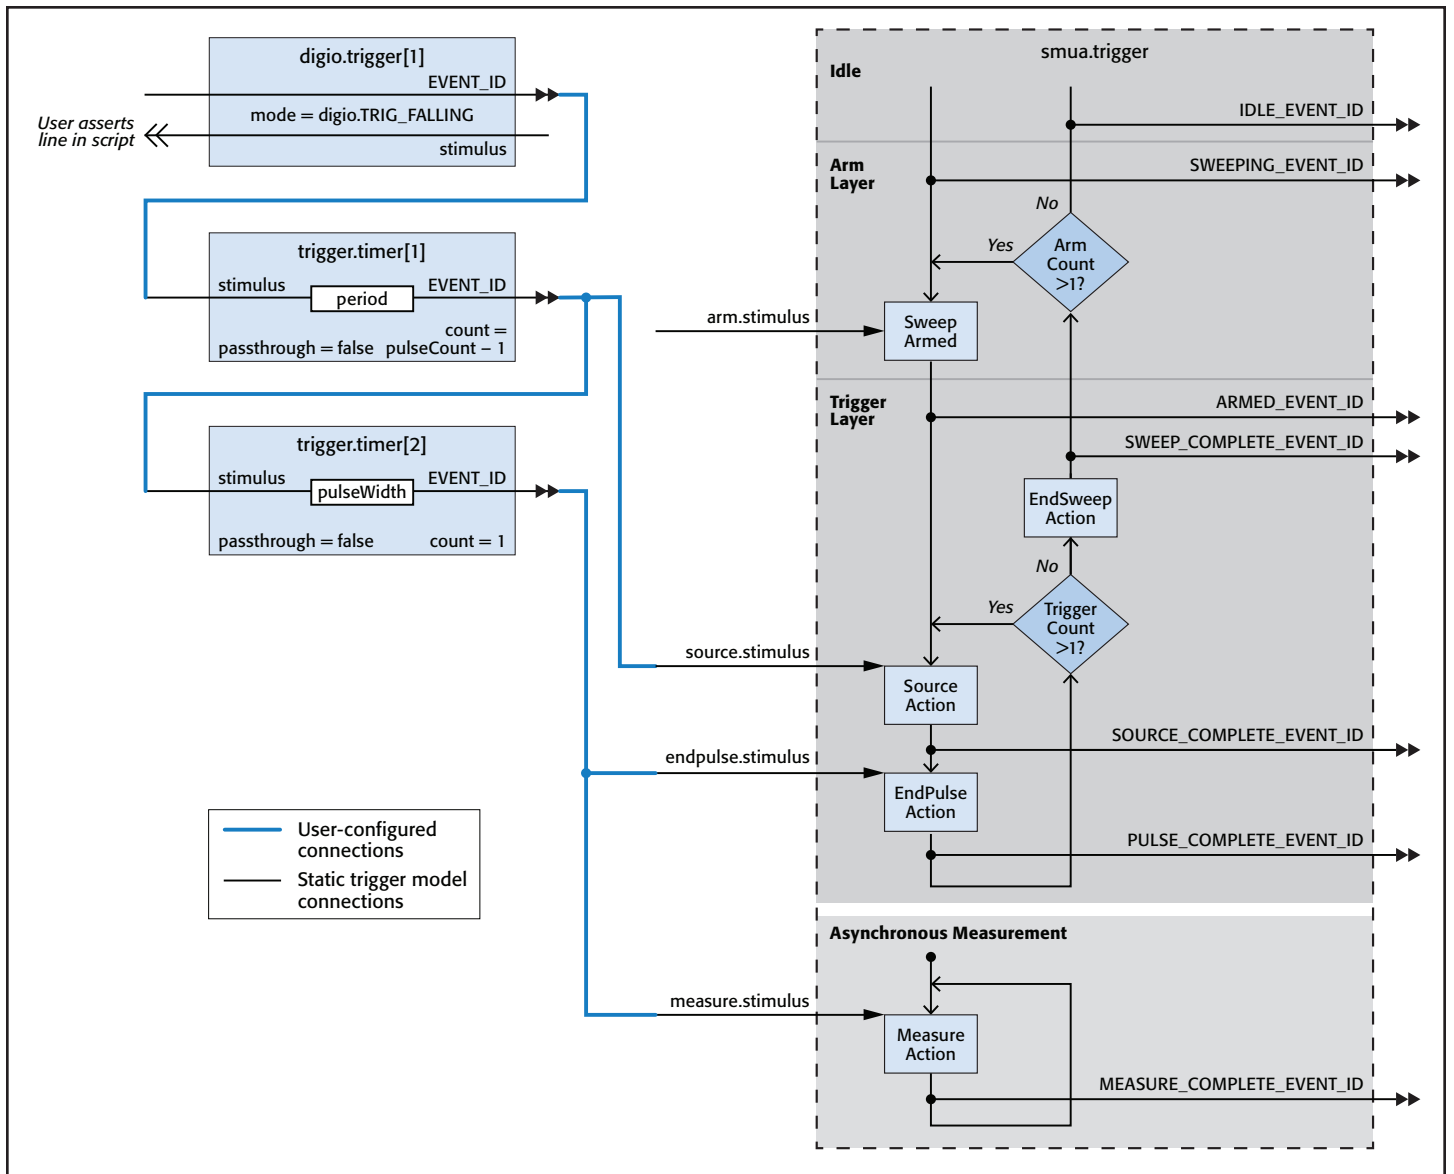 digio.trigger[1]
EVENT_ID
mode = digio.TRIG_FALLING
stimulus
User asserts
line in script
trigger.timer[1]
stimulus
period
EVENT_ID
count =
passthrough = false pulseCount – 1
trigger.timer[2]
stimulus
pulseWidth
EVENT_ID
passthrough = false count = 1
User-configured
connections
Static trigger model
connections
smua.trigger
Idle
IDLE_EVENT_ID
Arm
Layer
SWEEPING_EVENT_ID
No
Yes
Arm
Count
>1?
arm.stimulus
Sweep
Armed
Trigger
Layer
ARMED_EVENT_ID
SWEEP_COMPLETE_EVENT_ID
EndSweep
Action
No
Yes
Trigger
Count
>1?
source.stimulus
Source
Action
SOURCE_COMPLETE_EVENT_ID
endpulse.stimulus
EndPulse
Action
PULSE_COMPLETE_EVENT_ID
Asynchronous Measurement
measure.stimulus
Measure
Action
MEASURE_COMPLETE_EVENT_ID